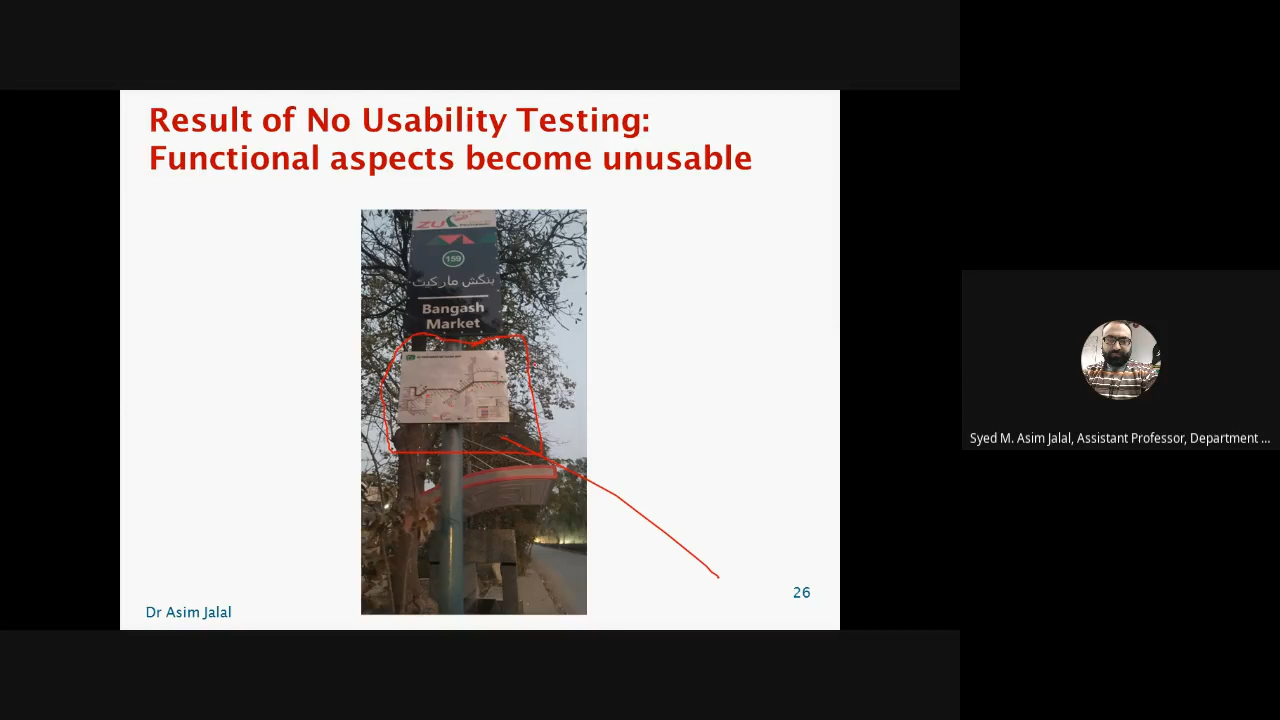 Result of No Usability Testing:
Functional aspects become unusable
ZU
159
بنگش مارکیٹ
Bangash
Market
Dr Asim Jalal
26
Syed M. Asim Jalal, Assistant Professor, Department ...